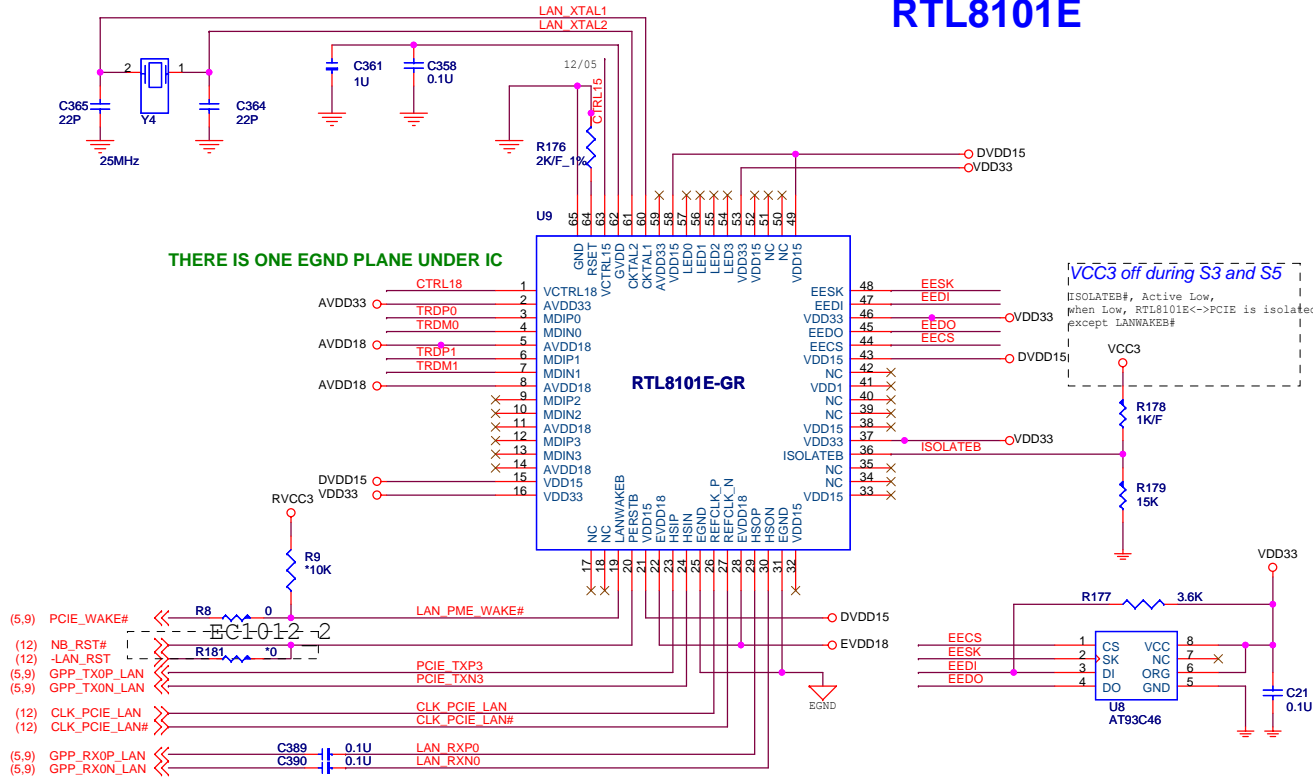 RTL8101E
LAN_XTAL1
LAN_XTAL2
2
1
C365
22P
Y4
25MHz
C364
22P
C361
1U
C358
0.1U
12/05
CTRL15
R176
2K/F_1%
DVDD15
VDD33
U9
65
64
63
62
61
60
59
58
57
56
55
54
53
52
51
50
49
GND
RSET
VCTRL15
GVDD
CKTAL2
CKTAL1
AVDD33
VDD15
LED0
LED1
LED2
LED3
VDD33
VDD15
NC
NC
VDD15
THERE IS ONE EGND PLANE UNDER IC
CTRL18
1
VCTRL18
AVDD33
2
AVDD33
TRDP0
3
MDIP0
TRDM0
4
MDIN0
AVDD18
5
AVDD18
TRDP1
6
MDIP1
TRDM1
7
MDIN1
AVDD18
8
AVDD18
9
MDIP2
10
MDIN2
11
AVDD18
12
MDIP3
13
MDIN3
14
AVDD18
DVDD15
15
VDD15
VDD33
16
VDD33
RTL8101E-GR
EESK
48
EESK
EEDI
47
EEDI
VDD33
46
VDD33
EEDO
45
EEDO
EECS
44
EECS
VDD15
43
DVDD15
NC
42
VDD1
41
NC
40
NC
39
VDD15
38
VDD33
37
VDD33
ISOLATEB
36
ISOLATEB
NC
35
NC
34
VDD15
33
VCC3 off during S3 and S5
ISOLATEB#, Active Low,
when Low, RTL8101E<->PCIE is isolated
except LANWAKEB#
VCC3
R178
1K/F
R179
15K
NC
NC
LANWAKEB
PERSTB
VDD15
EVDD18
HSIP
HSIN
EGND
REFCLK_P
REFCLK_N
EVDD18
HSOP
HSON
EGND
VDD15
17
18
19
20
21
22
23
24
25
26
27
28
29
30
31
32
RVCC3
R9
*10K
(5,9) PCIE_WAKE#
R8
0
LAN_PME_WAKE#
DVDD15
EC1012-2
(12) NB_RST#
EVDD18
(12) -LAN_RST
R181
*0
(5,9) GPP_TX0P_LAN
PCIE_TXP3
(5,9) GPP_TX0N_LAN
PCIE_TXN3
EGND
(12) CLK_PCIE_LAN
CLK_PCIE_LAN
(12) CLK_PCIE_LAN#
CLK_PCIE_LAN#
(5,9) GPP_RX0P_LAN
C389
0.1U
LAN_RXP0
(5,9) GPP_RX0N_LAN
C390
0.1U
LAN_RXN0
VDD33
R177
3.6K
EECS
1
CS
VCC
8
EESK
2
SK
NC
7
EEDI
3
DI
ORG
6
EEDO
4
DO
GND
5
U8
AT93C46
C21
0.1U